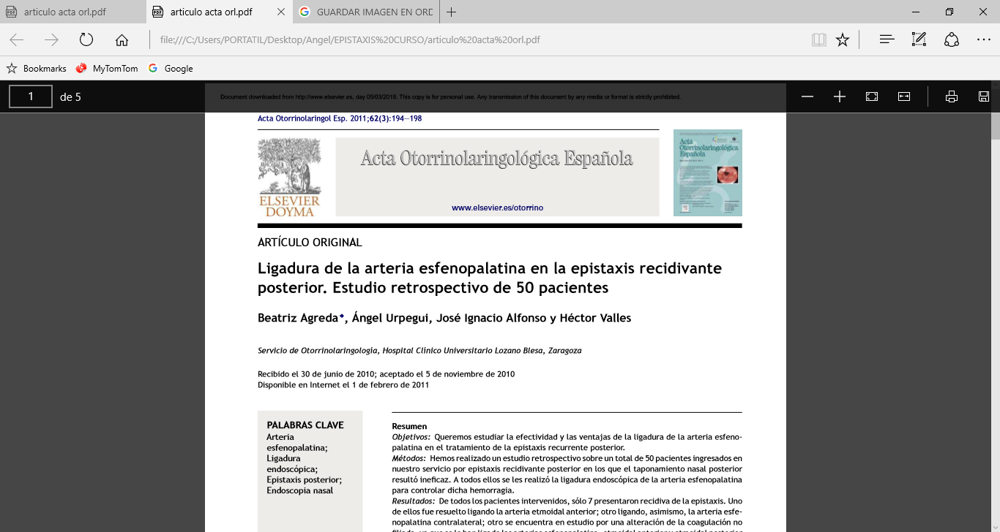 articulo acta orl.pdf
articulo acta orl.pdf
GUARDAR IMAGEN EN ORD
file:///C:/Users/PORTATIL/Desktop/Angel/EPISTAXIS%20CURSO/articulo%20acta%20orl.pdf
Bookmarks MyTomTom Google
1 de 5
Document downloaded from http://www.elsevier.es, day 05/03/2018. This copy is for personal use. Any transmission of this document by any media or format is strictly prohibited.
Acta Otorrinolaringol Esp. 2011;62(3):194—198
ELSEVIER
DOYMA
Acta Otorrinolaringológica Española
www.elsevier.es/otorrino
Acta
Otorrinolaringológica
Española
ARTÍCULO ORIGINAL
Ligadura de la arteria esfenopalatina en la epistaxis recidivante
posterior. Estudio retrospectivo de 50 pacientes
Beatriz Agreda*, Ángel Urpegui, José Ignacio Alfonso y Héctor Valles
Servicio de Otorrinolaringología, Hospital Clínico Universitario Lozano Blesa, Zaragoza
Recibido el 30 de junio de 2010; aceptado el 5 de noviembre de 2010
Disponible en Internet el 1 de febrero de 2011
PALABRAS CLAVE
Arteria
esfenopalatina;
Ligadura
endoscópica;
Epistaxis posterior;
Endoscopia nasal
Resumen
Objetivos: Queremos estudiar la efectividad y las ventajas de la ligadura de la arteria esfeno-
palatina en el tratamiento de la epistaxis recurrente posterior.
Métodos: Hemos realizado un estudio retrospectivo sobre un total de 50 pacientes ingresados en
nuestro servicio por epistaxis recidivante posterior en los que el taponamiento nasal posterior
resultó ineficaz. A todos ellos se les realizó la ligadura endoscópica de la arteria esfenopalatina
para controlar dicha hemorragia.
Resultados: De todos los pacientes intervenidos, sólo 7 presentaron recidiva de la epistaxis. Uno
de ellos fue resuelto ligando la arteria etmoidal anterior; otro ligando, asimismo, la arteria esfe-
nopalatina contralateral; otro se encuentra en estudio por una alteración de la coagulación no